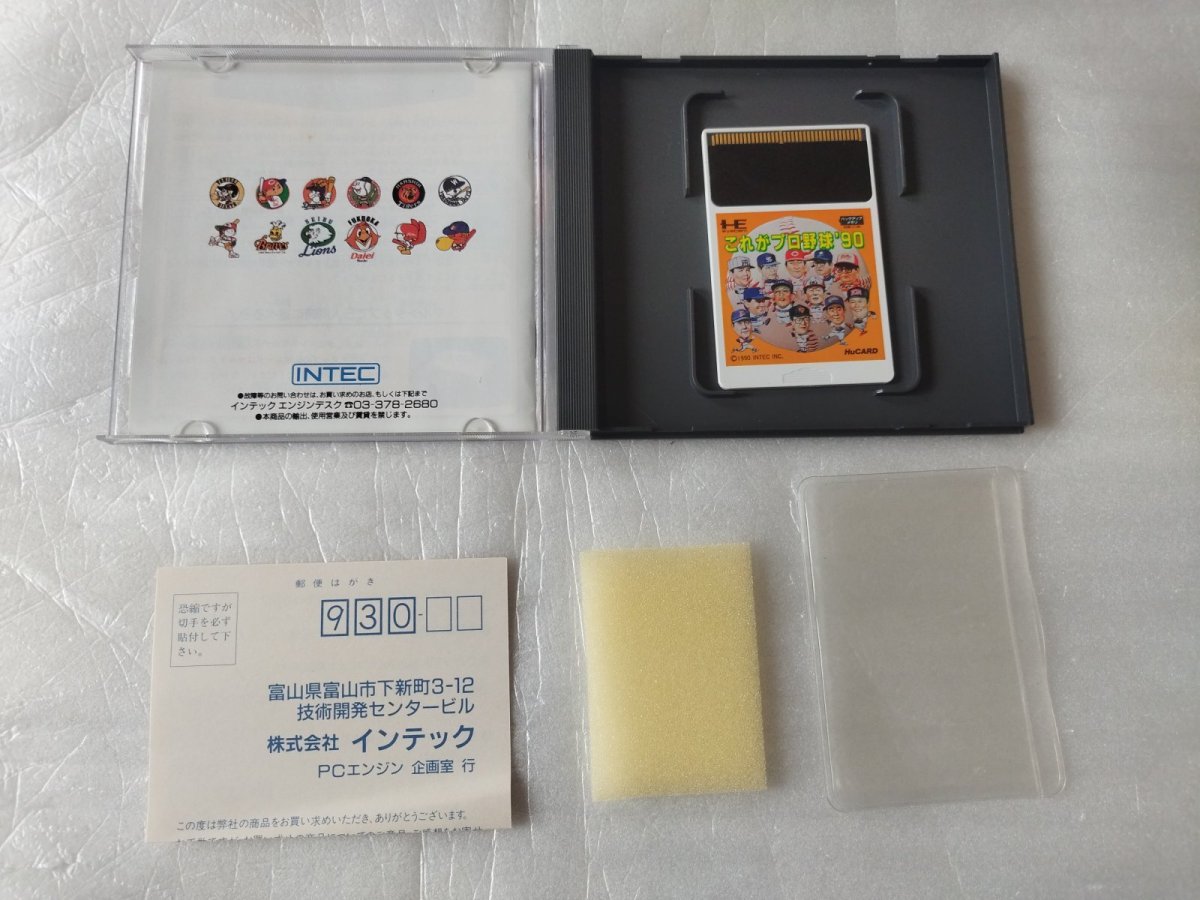 SEIBU
Lions
Braves
FUKUOKA
Daiei
INTEC
●故障等のお問い合わせは、お買い求めのお店、もしくは下記まで
インテック エンジンデスク ☎03-378-2680
●本商品の輸出、使用営業及び賃貸を禁じます。
これがプロ野球'90
©1990 INTEC INC.
HuCARD
郵便はがき
恐縮ですが
切手を必ず
貼付して下
さい。
930-
富山県富山市下新町3-12
技術開発センタービル
株式会社 インテック
PCエンジン 企画室 行
この度は弊社の商品をお買い求めいただき、ありがとうございます。